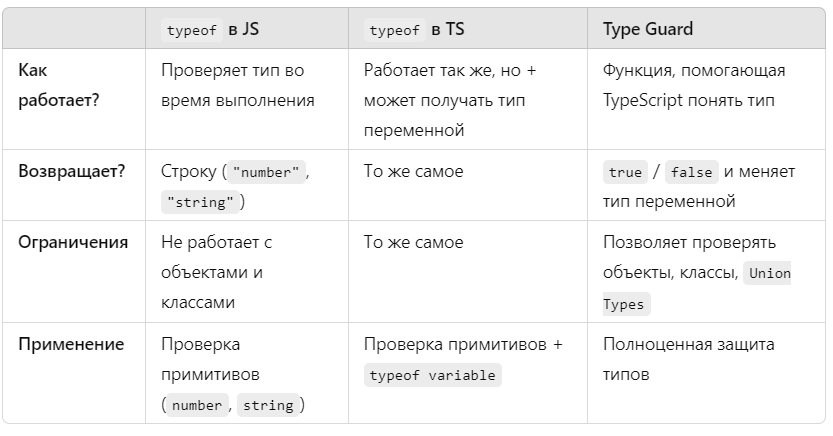 typeof в JS typeof в TS Type Guard
Как Проверяет тип во Работает так же, но + Функция, помогающая
работает? время выполнения может получать тип TypeScript понять тип
переменной
Возвращает? Строку ( "number" , То же самое true / false и меняет
"string" ) тип переменной
Ограничения Не работает с То же самое Позволяет проверять
объектами и объекты, классы, Union
классами Types
Применение Проверка Проверка примитивов + Полноценная защита
примитивов typeof variable типов
( number , string )